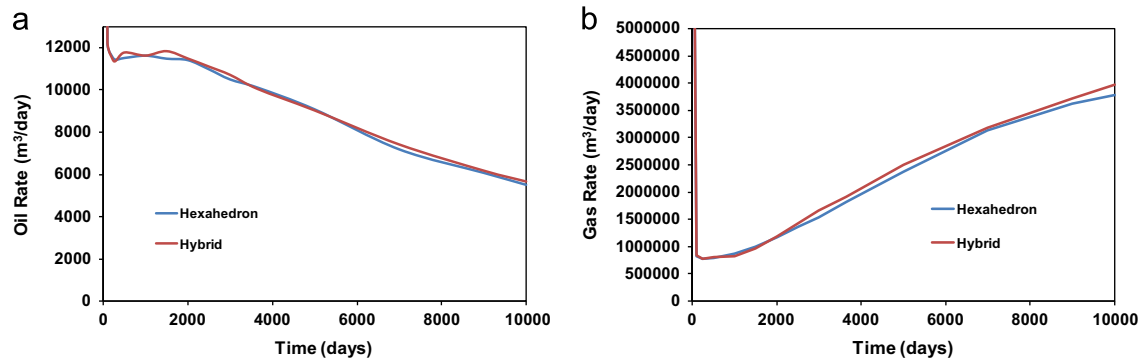 a
12000
10000
8000
6000
4000
2000
0
Oil Rate (m³/day)
Hexahedron
Hybrid
0 2000 4000 6000 8000 10000
Time (days)
b
5000000
4500000
4000000
3500000
3000000
2500000
2000000
1500000
1000000
500000
0
Gas Rate (m³/day)
Hexahedron
Hybrid
0 2000 4000 6000 8000 10000
Time (days)